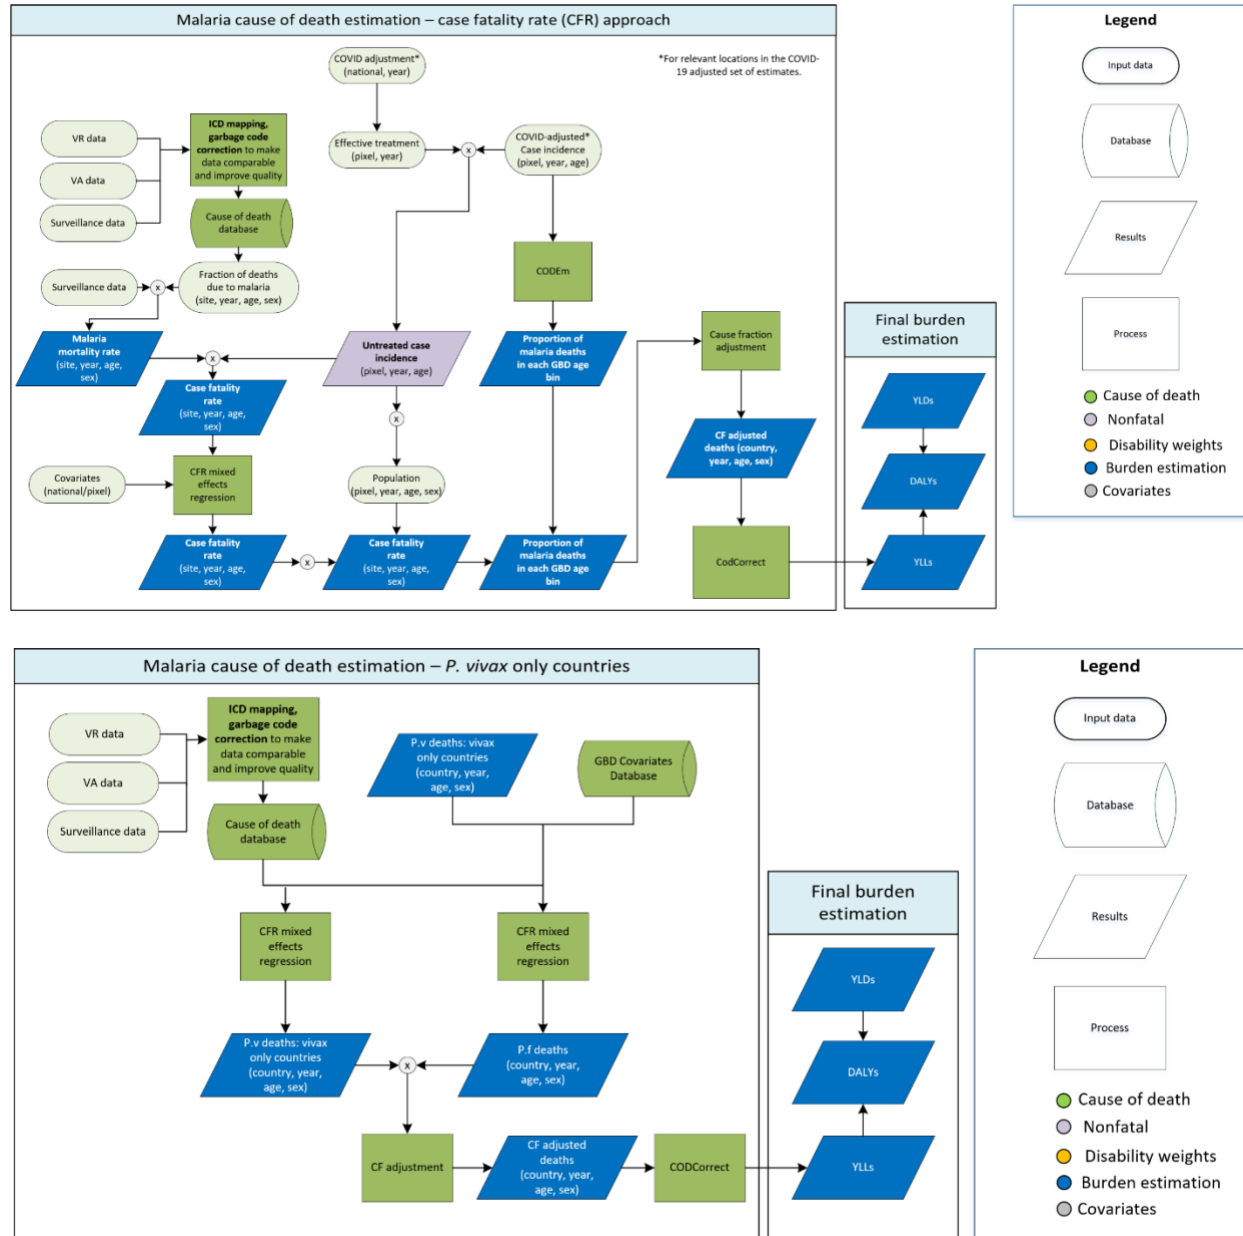 Malaria cause of death estimation – case fatality rate (CFR) approach
COVID adjustment*
(national, year)
*For relevant locations in the COVID-
19 adjusted set of estimates.
VR data
VA data
Surveillance data
ICD mapping,
garbage code
correction to make
data comparable
and improve quality
Effective treatment
(pixel, year)
x
COVID-adjusted*
Case incidence
(pixel, year, age)
Cause of death
database
CODEm
Surveillance data
x
Fraction of deaths
due to malaria
(site, year, age, sex)
Malaria
mortality rate
(site, year, age,
sex)
x
Untreated case
incidence
(pixel, year, age)
Proportion of
malaria deaths
in each GBD age
bin
Cause fraction
adjustment
Case fatality
rate
(site, year, age,
sex)
x
CF adjusted
deaths (country,
year, age, sex)
Covariates
(national/pixel)
CFR mixed
effects
regression
Population
(pixel, year, age, sex)
Case fatality
rate
(site, year, age,
sex)
x
Case fatality
rate
(site, year, age,
sex)
Proportion of
malaria deaths
in each GBD age
bin
CodCorrect
Final burden
estimation
YLDs
DALYs
YLLs
Legend
Input data
Database
Results
Process
Cause of death
Nonfatal
Disability weights
Burden estimation
Covariates
Malaria cause of death estimation – P. vivax only countries
VR data
VA data
Surveillance data
ICD mapping,
garbage code
correction to make
data comparable
and improve quality
Cause of death
database
P.v deaths: vivax
only countries
(country, year,
age, sex)
GBD Covariates
Database
CFR mixed
effects
regression
CFR mixed
effects
regression
P.v deaths: vivax
only countries
(country, year,
age, sex)
x
P.f deaths
(country, year,
age, sex)
CF adjustment
CF adjusted
deaths
(country, year,
age, sex)
CODCorrect
Final burden
estimation
YLDs
DALYs
YLLs
Legend
Input data
Database
Results
Process
Cause of death
Nonfatal
Disability weights
Burden estimation
Covariates